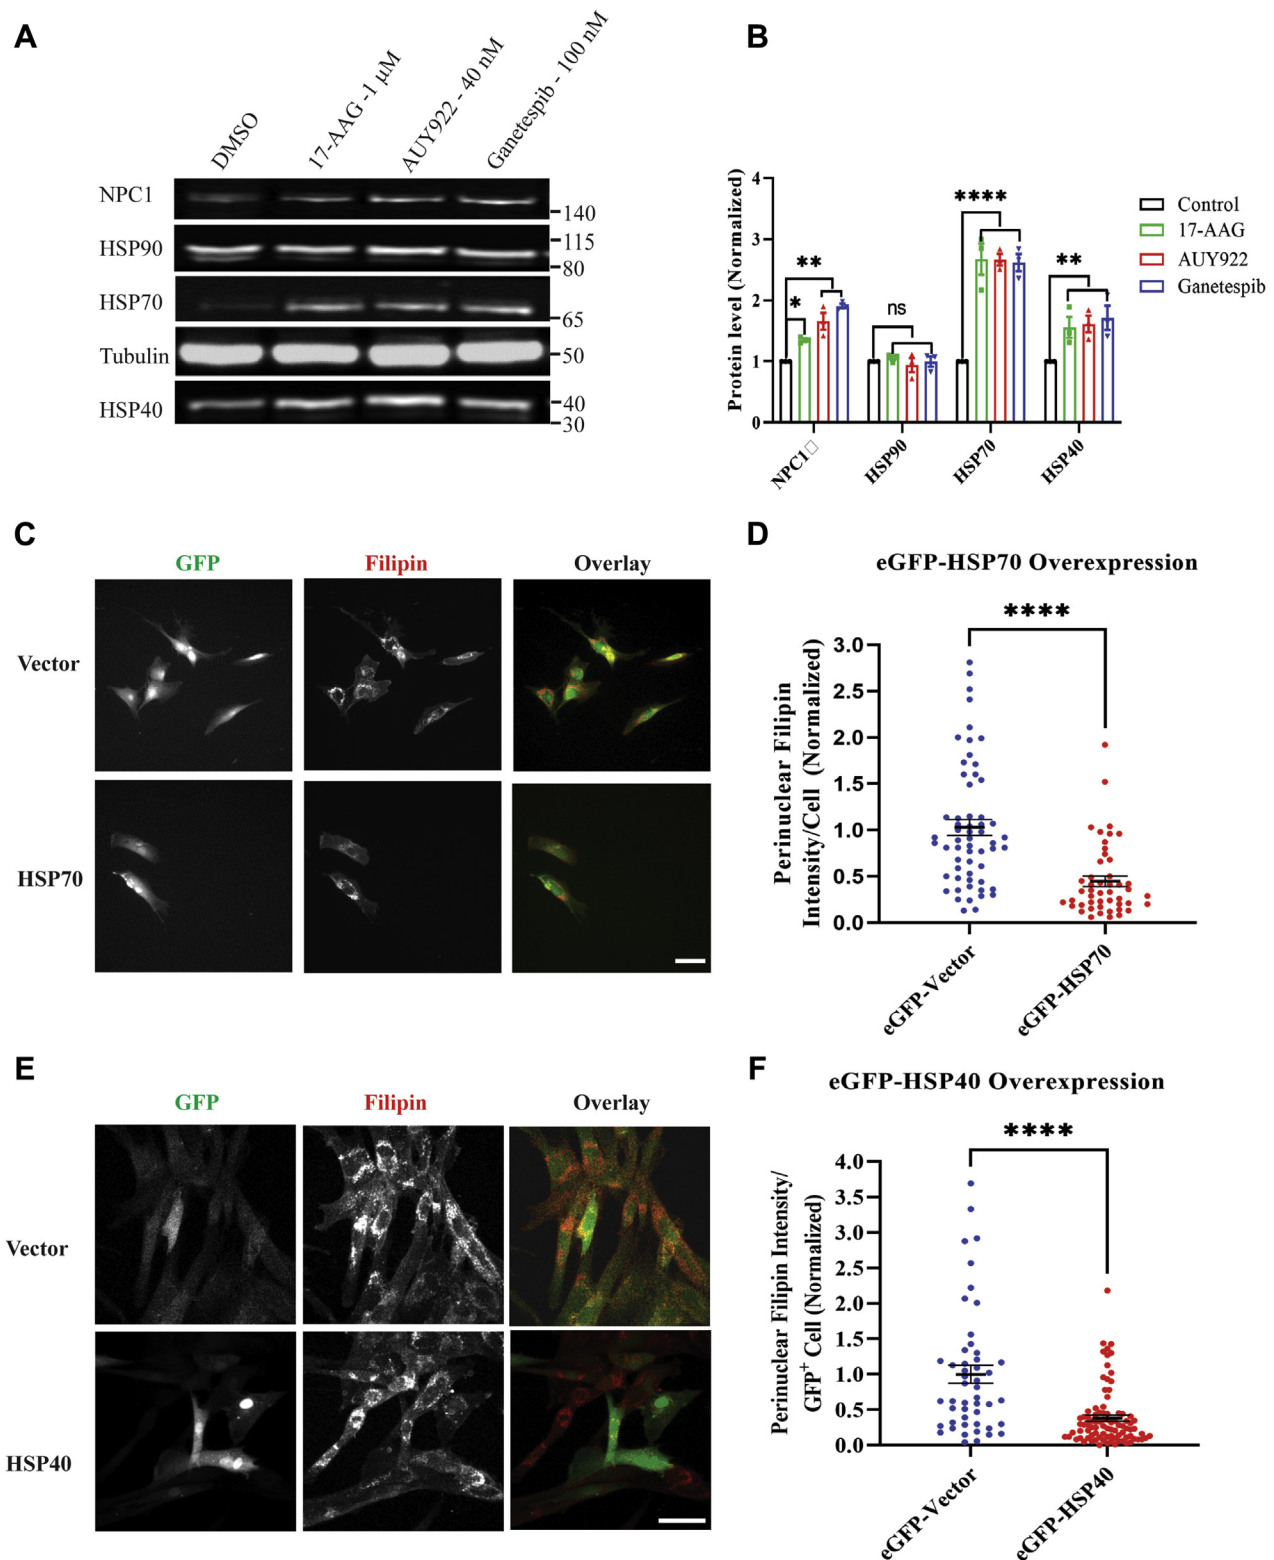 A
DMSO
17-AAG -1 µM
AUY922 - 40 nM
Ganetespib - 100 nM
NPC1
HSP90
HSP70
Tubulin
HSP40
140
115
80
65
50
40
30
B
Protein level (Normalized)
4
3
2
1
0
*
**
ns
****
**
NPC1□
HSP90
HSP70
HSP40
Control
17-AAG
AUY922
Ganetespib
C
GFP
Filipin
Overlay
Vector
HSP70
D
eGFP-HSP70 Overexpression
****
Perinuclear Filipin
Intensity/Cell (Normalized)
3.0
2.5
2.0
1.5
1.0
0.5
0.0
eGFP-Vector
eGFP-HSP70
E
GFP
Filipin
Overlay
Vector
HSP40
F
eGFP-HSP40 Overexpression
****
Perinuclear Filipin Intensity/
GFP⁺ Cell (Normalized)
4.0
3.5
3.0
2.5
2.0
1.5
1.0
0.5
0.0
eGFP-Vector
eGFP-HSP40